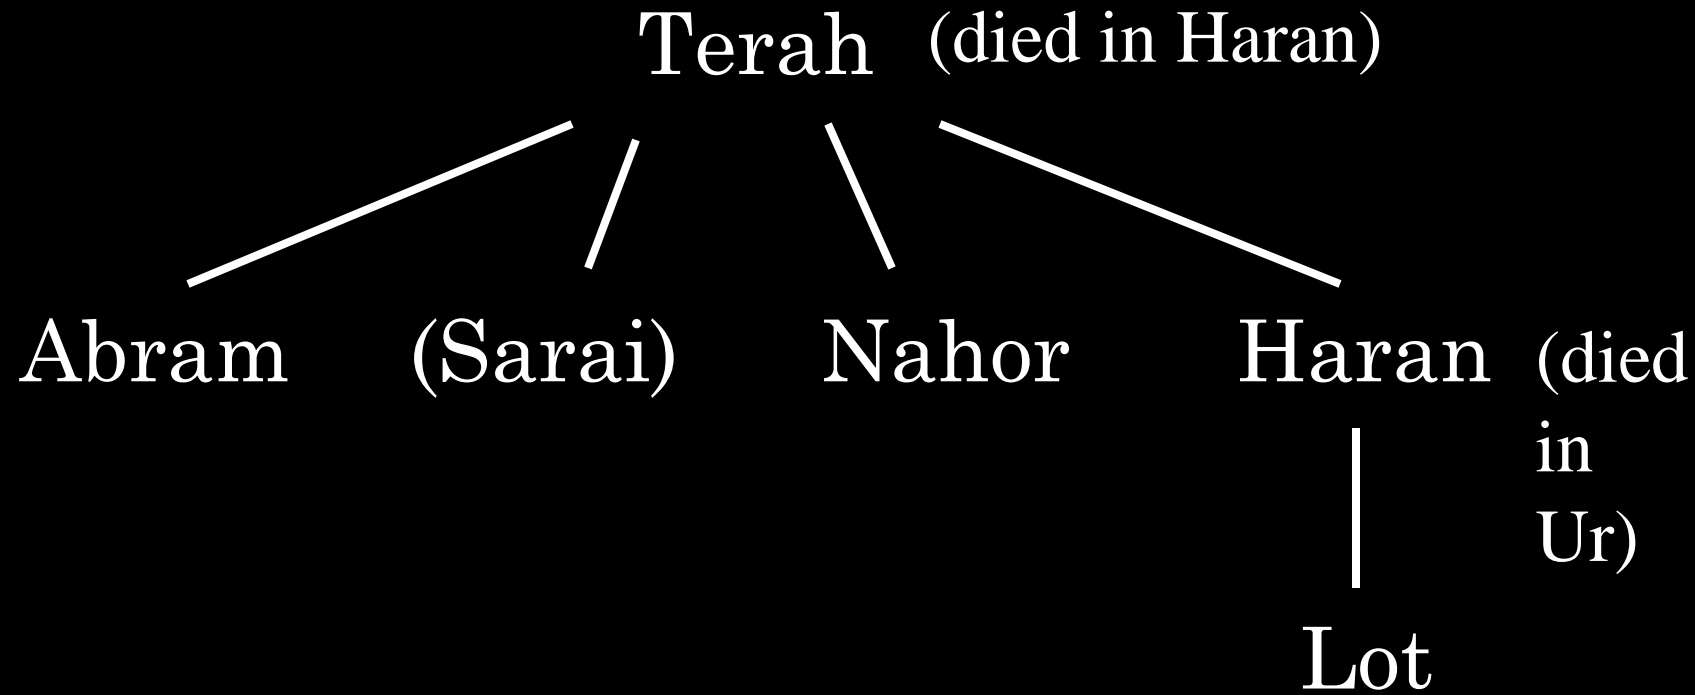 Terah (died in Haran)
Abram (Sarai) Nahor Haran (died
in
Ur)
Lot